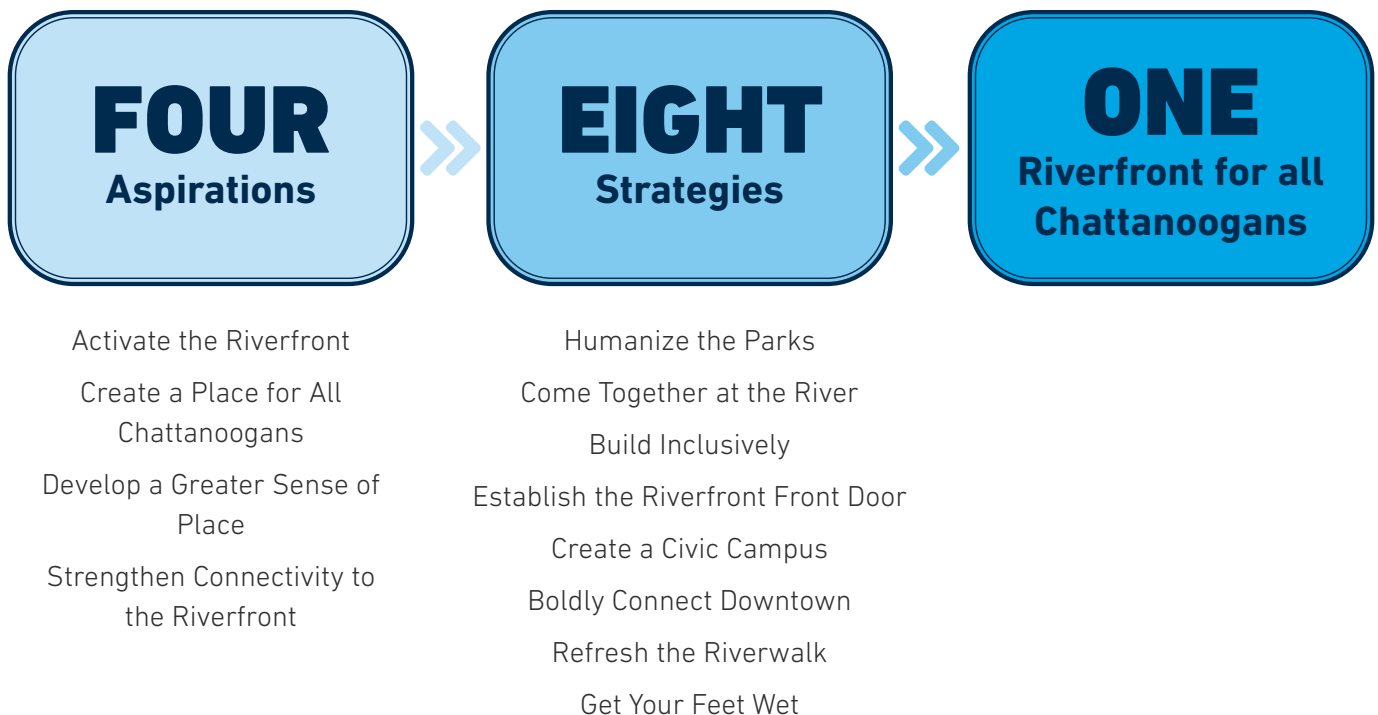 FOUR
Aspirations
Activate the Riverfront
Create a Place for All
Chattanoogans
Develop a Greater Sense of
Place
Strengthen Connectivity to
the Riverfront
EIGHT
Strategies
Humanize the Parks
Come Together at the River
Build Inclusively
Establish the Riverfront Front Door
Create a Civic Campus
Boldly Connect Downtown
Refresh the Riverwalk
Get Your Feet Wet
ONE
Riverfront for all
Chattanoogans